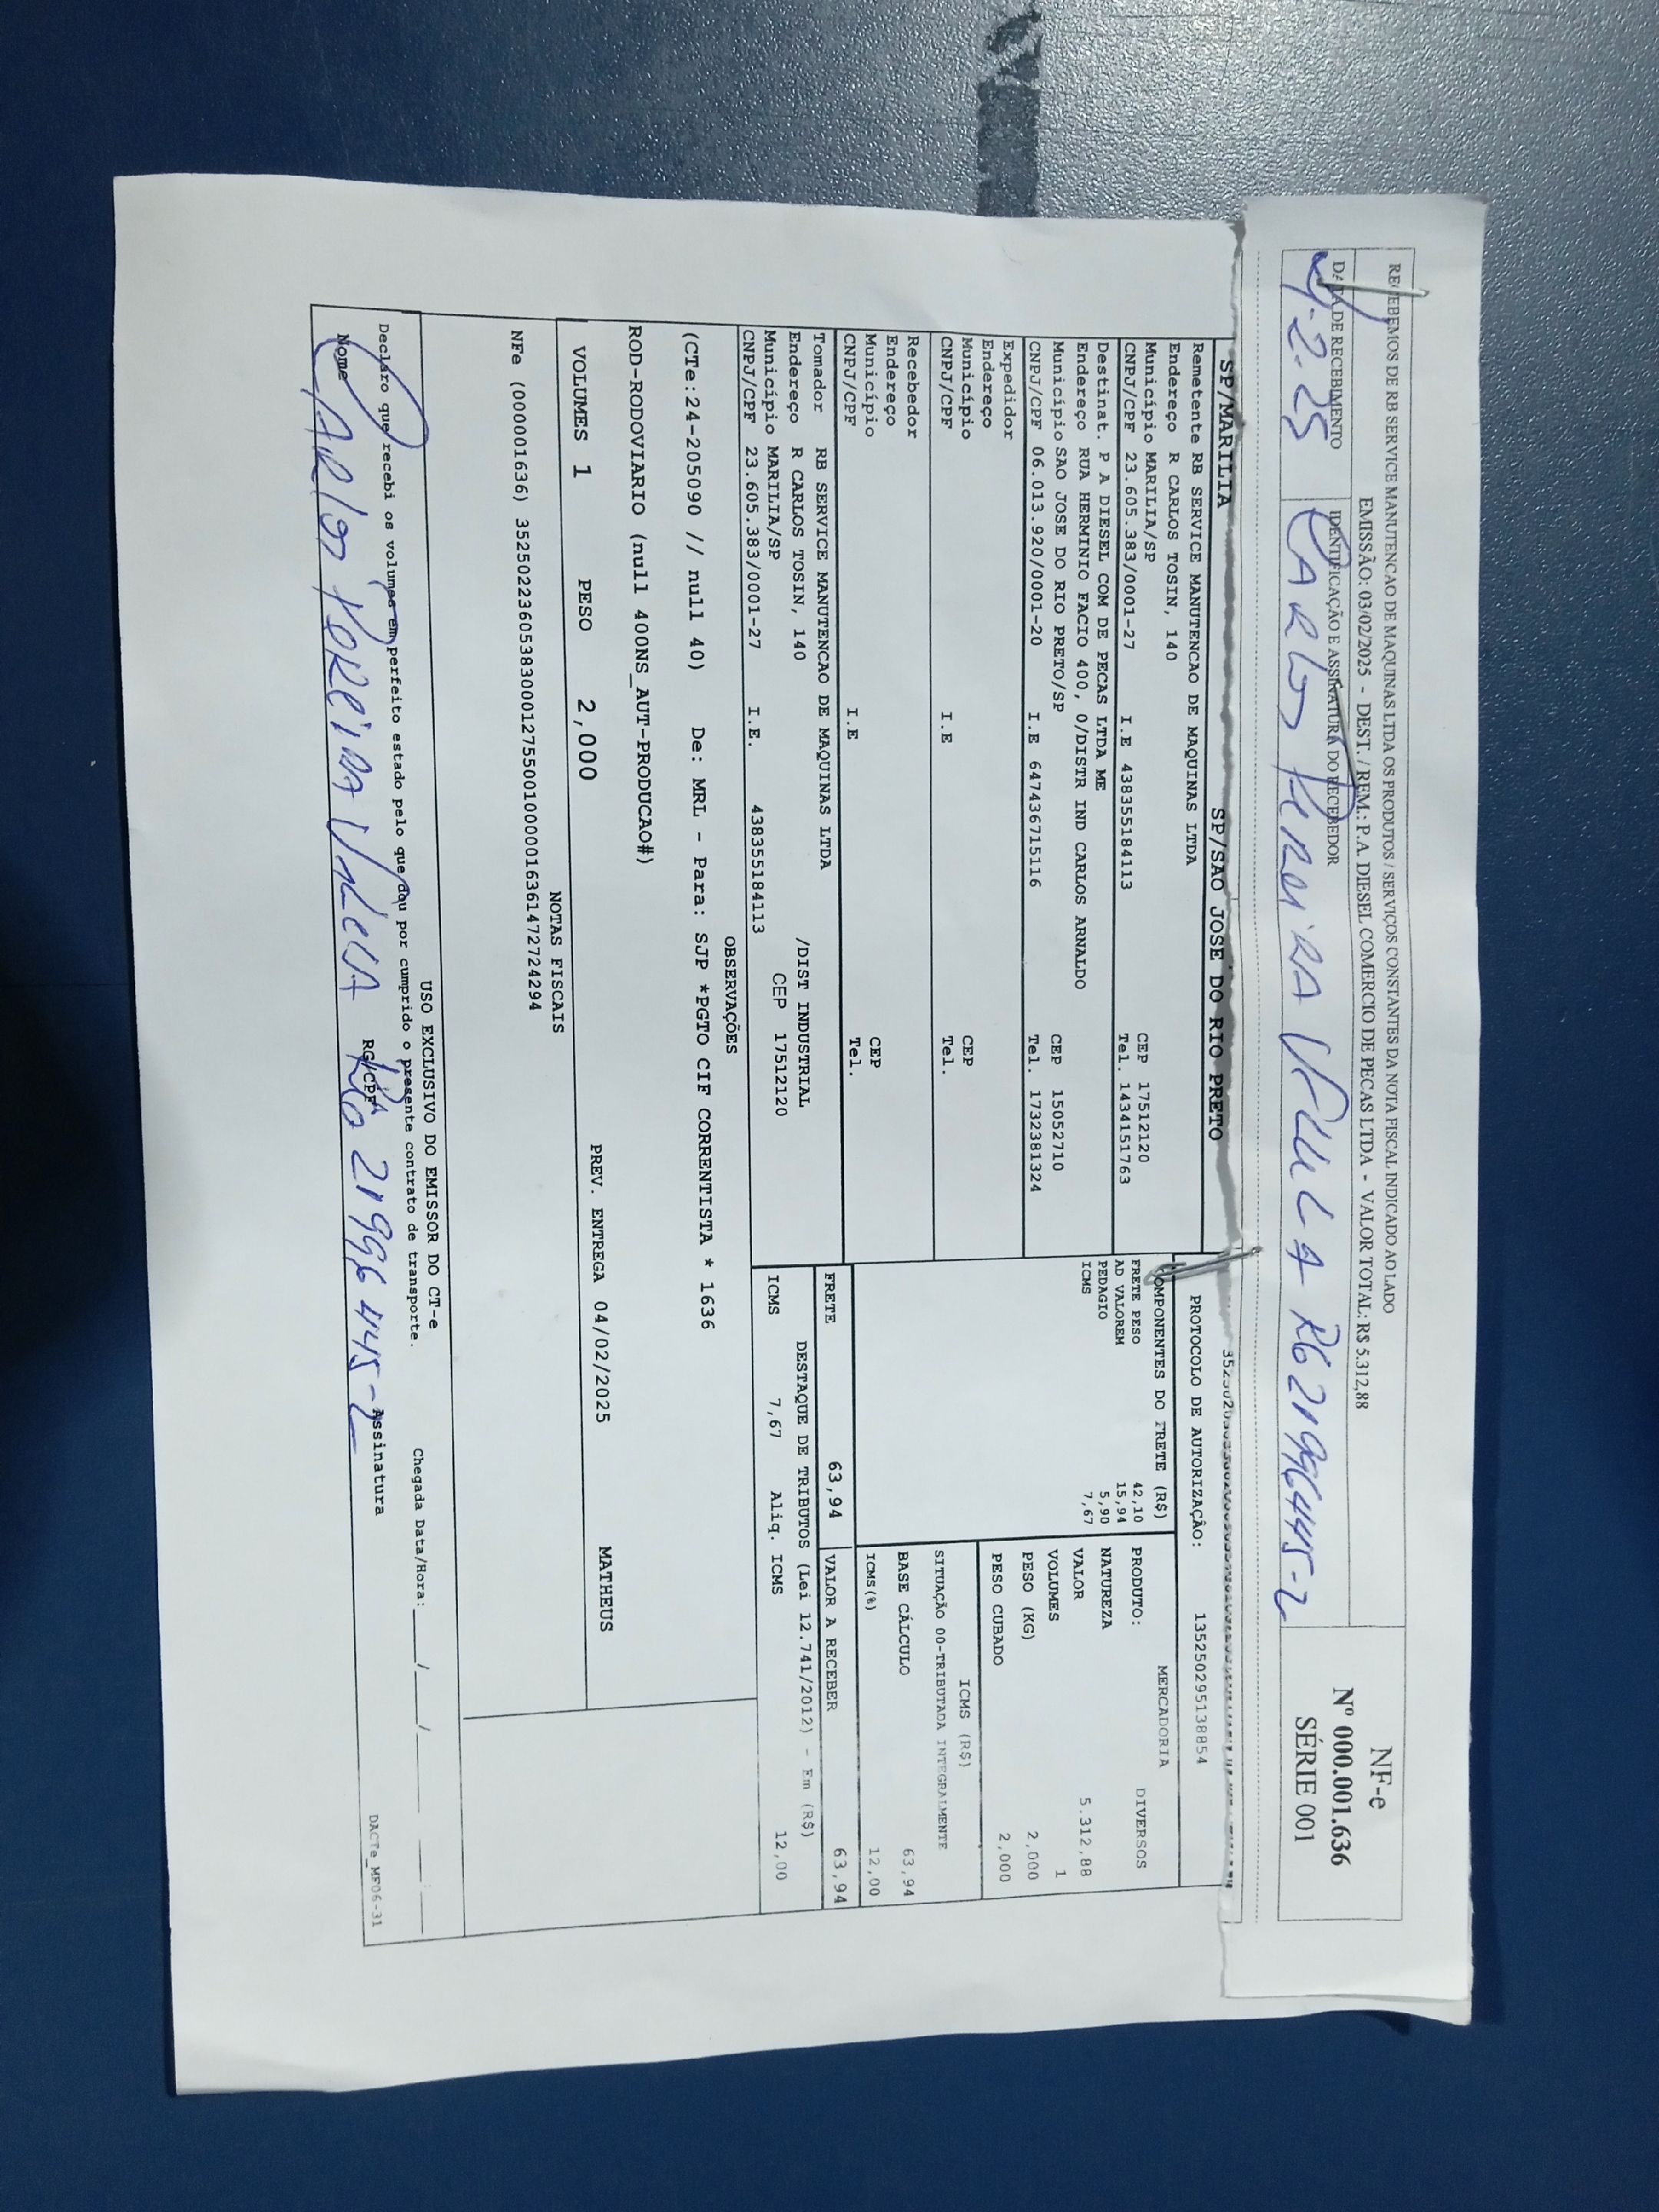 RECEBEMOS DE RB SERVICE MANUTENCAO DE MAQUINAS LTDA OS PRODUTOS / SERVIÇOS CONSTANTES DA NOTA FISCAL INDICADO AO LADO
EMISSÃO: 03/02/2025 - DEST. / REM.: P. A. DIESEL COMERCIO DE PECAS LTDA - VALOR TOTAL: R$ 5.312,88
DATA DE RECEBIMENTO
IDENTIFICAÇÃO E ASSINATURA DO RECEBEDOR
4-2-25 Carlos Pereira RG 21996445-2
NF-e
Nº 000.001.636
SÉRIE 001
SP/MARILIA SP/SAO JOSE DO RIO PRETO
PROTOCOLO DE AUTORIZAÇÃO: 135250295138854
Remetente RB SERVICE MANUTENCAO DE MAQUINAS LTDA
Endereço R CARLOS TOSIN, 140
Município MARILIA/SP CEP 17512120
CNPJ/CPF 23.605.383/0001-27 I.E 438355184113 Tel. 1434151763
Destinat. P A DIESEL COM DE PECAS LTDA ME
Endereço RUA HERMINIO FACIO 400, 0/DISTR IND CARLOS ARNALDO
Município SAO JOSE DO RIO PRETO/SP CEP 15052710
CNPJ/CPF 06.013.920/0001-20 I.E 647436715116 Tel. 1732381324
Expedidor
Endereço
Município CEP
CNPJ/CPF I.E Tel.
Recebedor
Endereço
Município CEP
CNPJ/CPF I.E Tel.
Tomador RB SERVICE MANUTENCAO DE MAQUINAS LTDA
Endereço R CARLOS TOSIN, 140 /DIST INDUSTRIAL
Município MARILIA/SP CEP 17512120
CNPJ/CPF 23.605.383/0001-27 I.E. 438355184113
COMPONENTES DO FRETE (R$)
FRETE PESO 42,10
AD VALOREM 15,94
PEDAGIO 5,90
ICMS 7,67
MERCADORIA
PRODUTO: DIVERSOS
NATUREZA
VALOR 5.312,88
VOLUMES 1
PESO (KG) 2,000
PESO CUBADO 2,000
ICMS (R$)
SITUAÇÃO 00-TRIBUTADA INTEGRALMENTE
BASE CÁLCULO 63,94
ICMS(%) 12,00
FRETE 63,94 VALOR A RECEBER 63,94
DESTAQUE DE TRIBUTOS (Lei 12.741/2012) - Em (R$)
ICMS 7,67 Aliq. ICMS 12,00
OBSERVAÇÕES
(CTe:24-205090 // null 40) De: MRL - Para: SJP *PGTO CIF CORRENTISTA * 1636
ROD-RODOVIARIO (null 400NS_AUT-PRODUCAO#)
VOLUMES 1 PESO 2,000 PREV. ENTREGA 04/02/2025 MATHEUS
NOTAS FISCAIS
NFe (000001636) 35250223605383000127550010000016361472724294
USO EXCLUSIVO DO EMISSOR DO CT-e
Declaro que recebi os volumes em perfeito estado pelo que dou por cumprido o presente contrato de transporte. Chegada Data/Hora:____/____/____ __:__
Nome RG/CPF Assinatura
Carlos Pereira RG 21996445-2
DACTe_MF06-31